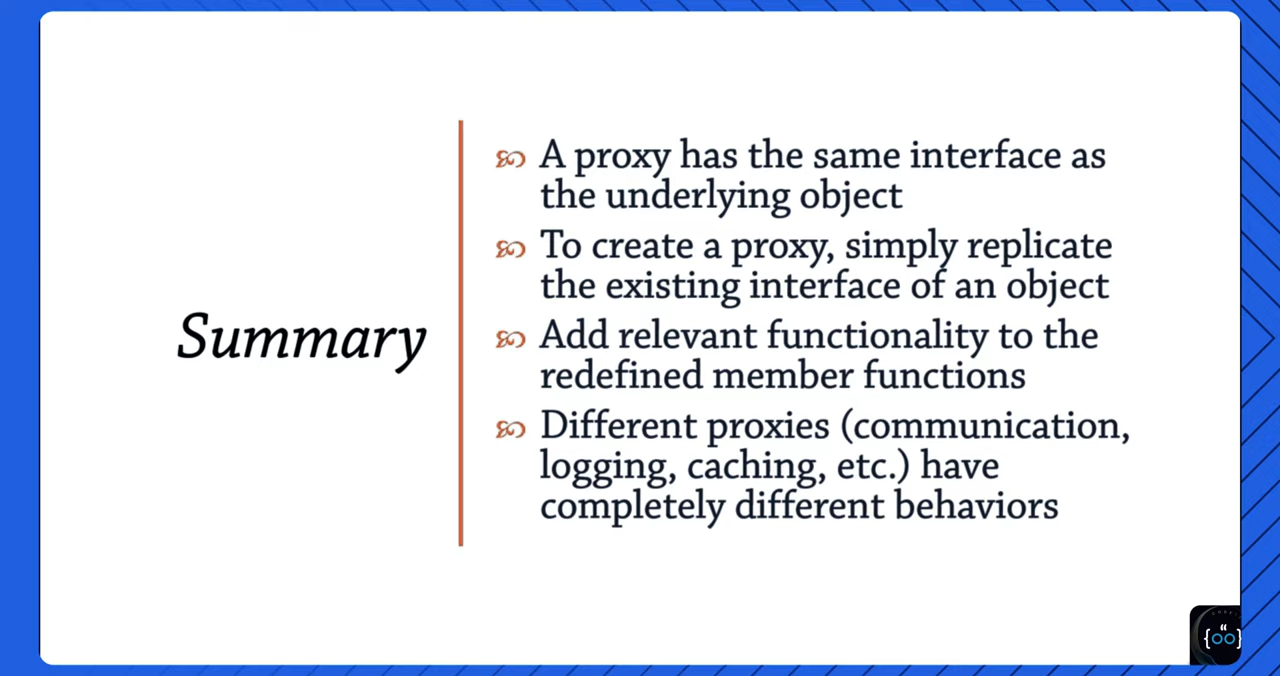 Summary
A proxy has the same interface as
the underlying object
To create a proxy, simply replicate
the existing interface of an object
Add relevant functionality to the
redefined member functions
Different proxies (communication,
logging, caching, etc.) have
completely different behaviors